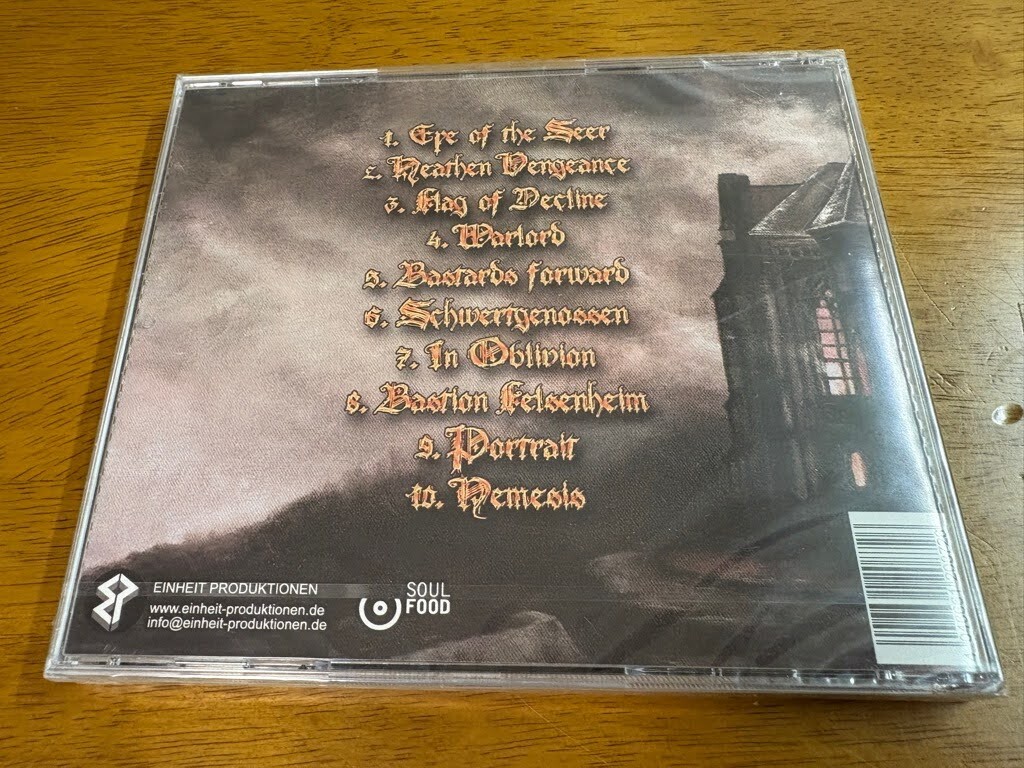 1. Eye of the Seer
2. Heathen Vengeance
3. Flag of Decline
4. Warlord
5. Bastards forward
6. Schwertgenossen
7. In Oblivion
8. Bastion Felsenheim
9. Portrait
10. Nemesis
EINHEIT PRODUKTIONEN
www.einheit-produktionen.de
info@einheit-produktionen.de
SOUL
FOOD